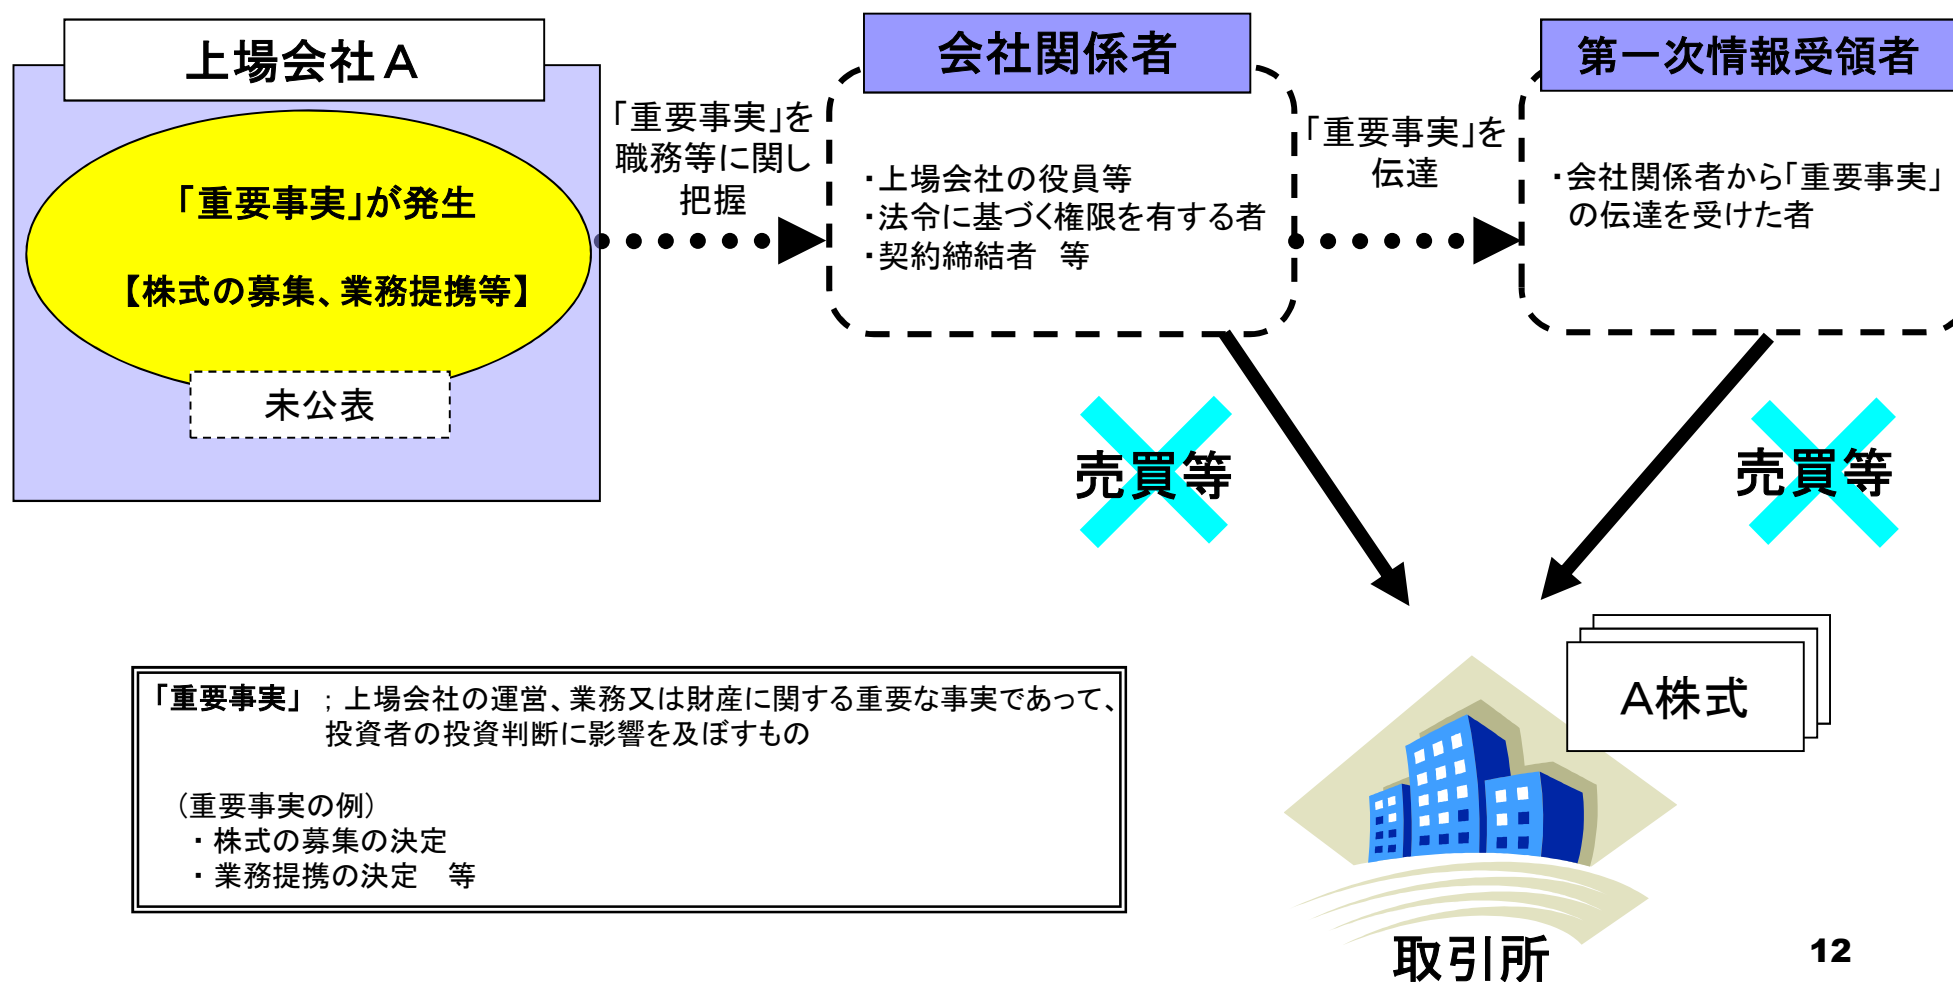 上場会社A
「重要事実」が発生
【株式の募集、業務提携等】
未公表
「重要事実」を
職務等に関し
把握
会社関係者
・上場会社の役員等
・法令に基づく権限を有する者
・契約締結者　等
「重要事実」を
伝達
第一次情報受領者
・会社関係者から「重要事実」
の伝達を受けた者
売買等
売買等
「重要事実」；上場会社の運営、業務又は財産に関する重要な事実であって、
投資者の投資判断に影響を及ぼすもの
(重要事実の例)
・株式の募集の決定
・業務提携の決定　等
A株式
取引所
12